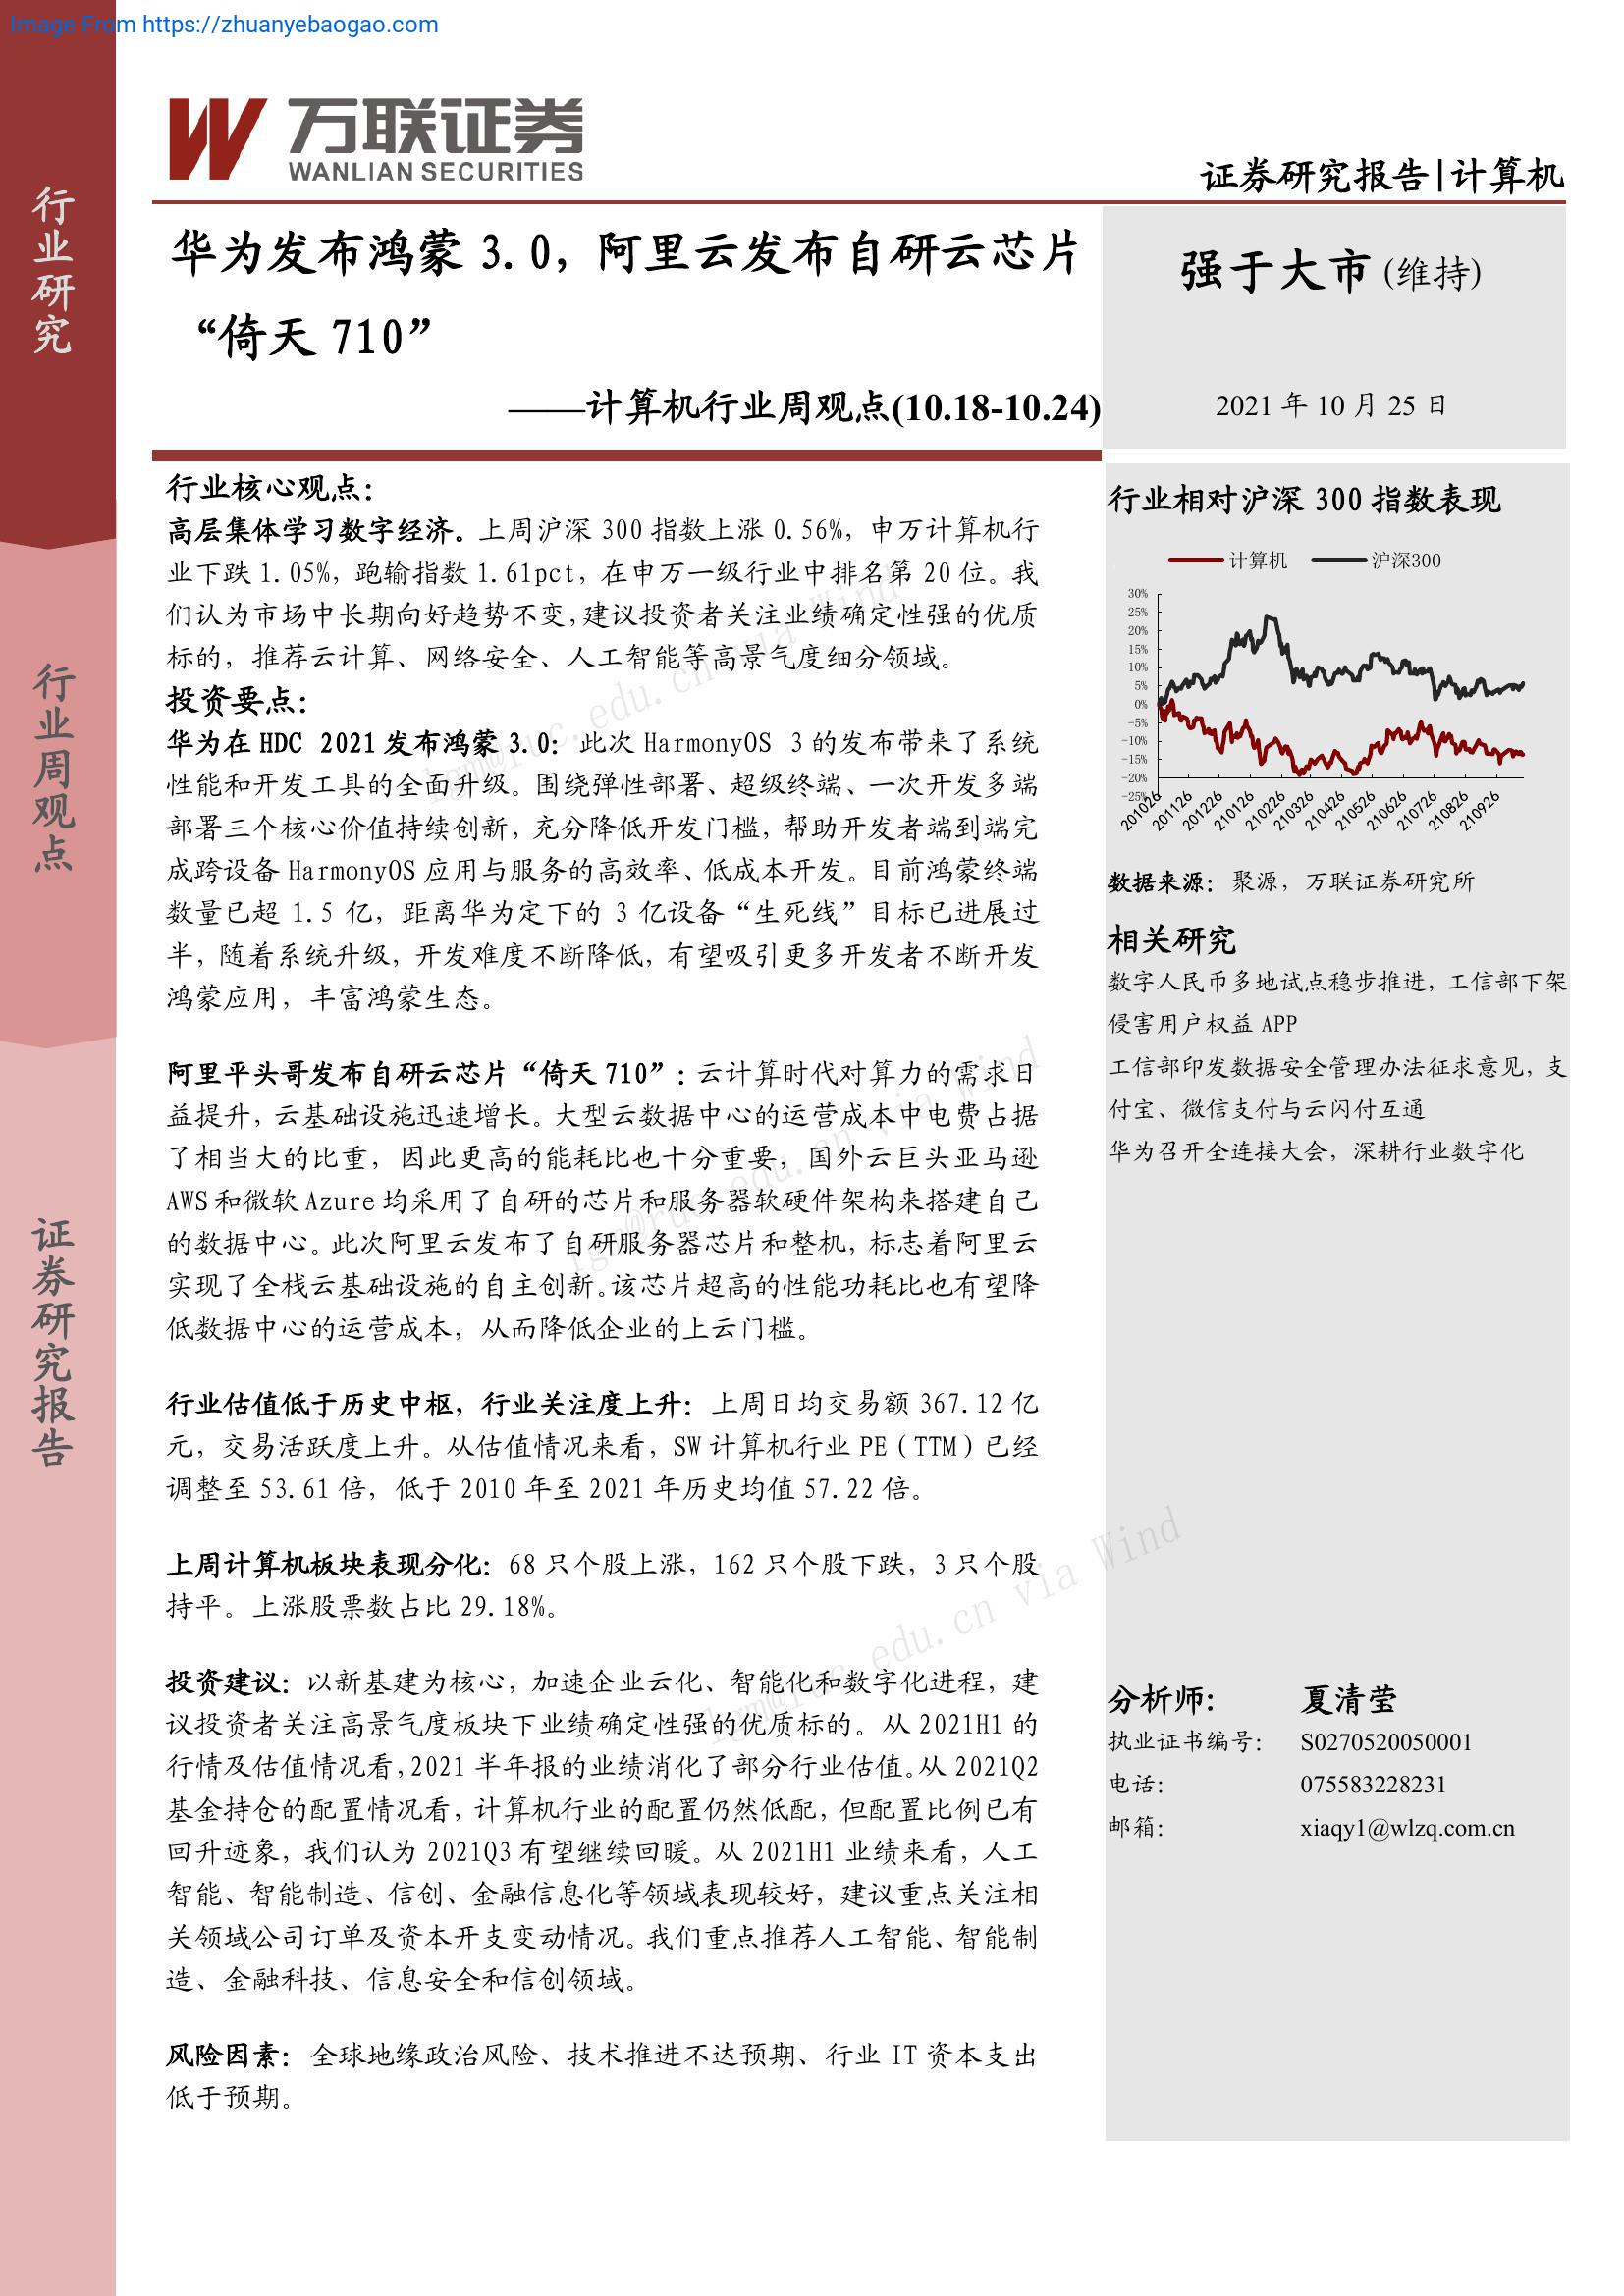 Image From https://zhuanyebaogao.com
行业研究
行业周观点
证券研究报告
万联证券
WANLIAN SECURITIES
证券研究报告|计算机
华为发布鸿蒙 3.0，阿里云发布自研云芯片
“倚天 710”
——计算机行业周观点(10.18-10.24)
强于大市(维持)
2021 年 10 月 25 日
行业核心观点：
高层集体学习数字经济。上周沪深 300 指数上涨 0.56%，申万计算机行
业下跌 1.05%，跑输指数 1.61pct，在申万一级行业中排名第 20 位。我
们认为市场中长期向好趋势不变，建议投资者关注业绩确定性强的优质
标的，推荐云计算、网络安全、人工智能等高景气度细分领域。
投资要点：
华为在 HDC 2021 发布鸿蒙 3.0：此次 HarmonyOS 3 的发布带来了系统
性能和开发工具的全面升级。围绕弹性部署、超级终端、一次开发多端
部署三个核心价值持续创新，充分降低开发门槛，帮助开发者端到端完
成跨设备 HarmonyOS 应用与服务的高效率、低成本开发。目前鸿蒙终端
数量已超 1.5 亿，距离华为定下的 3 亿设备“生死线”目标已进展过
半，随着系统升级，开发难度不断降低，有望吸引更多开发者不断开发
鸿蒙应用，丰富鸿蒙生态。
阿里平头哥发布自研云芯片“倚天 710”：云计算时代对算力的需求日
益提升，云基础设施迅速增长。大型云数据中心的运营成本中电费占据
了相当大的比重，因此更高的能耗比也十分重要，国外云巨头亚马逊
AWS 和微软 Azure 均采用了自研的芯片和服务器软硬件架构来搭建自己
的数据中心。此次阿里云发布了自研服务器芯片和整机，标志着阿里云
实现了全栈云基础设施的自主创新。该芯片超高的性能功耗比也有望降
低数据中心的运营成本，从而降低企业的上云门槛。
行业估值低于历史中枢，行业关注度上升：上周日均交易额 367.12 亿
元，交易活跃度上升。从估值情况来看，SW 计算机行业 PE（TTM）已经
调整至 53.61 倍，低于 2010 年至 2021 年历史均值 57.22 倍。
上周计算机板块表现分化：68 只个股上涨，162 只个股下跌，3 只个股
持平。上涨股票数占比 29.18%。
投资建议：以新基建为核心，加速企业云化、智能化和数字化进程，建
议投资者关注高景气度板块下业绩确定性强的优质标的。从 2021H1 的
行情及估值情况看，2021 半年报的业绩消化了部分行业估值。从 2021Q2
基金持仓的配置情况看，计算机行业的配置仍然低配，但配置比例已有
回升迹象，我们认为 2021Q3 有望继续回暖。从 2021H1 业绩来看，人工
智能、智能制造、信创、金融信息化等领域表现较好，建议重点关注相
关领域公司订单及资本开支变动情况。我们重点推荐人工智能、智能制
造、金融科技、信息安全和信创领域。
风险因素：全球地缘政治风险、技术推进不达预期、行业 IT 资本支出
低于预期。
行业相对沪深 300 指数表现
计算机 沪深300
30%
25%
20%
15%
10%
5%
0%
-5%
-10%
-15%
-20%
-25%
201026 201126 201226 210126 210226 210326 210426 210526 210626 210726 210826 210926
数据来源：聚源，万联证券研究所
相关研究
数字人民币多地试点稳步推进，工信部下架
侵害用户权益 APP
工信部印发数据安全管理办法征求意见，支
付宝、微信支付与云闪付互通
华为召开全连接大会，深耕行业数字化
分析师： 夏清莹
执业证书编号： S0270520050001
电话： 075583228231
邮箱： xiaqy1@wlzq.com.cn